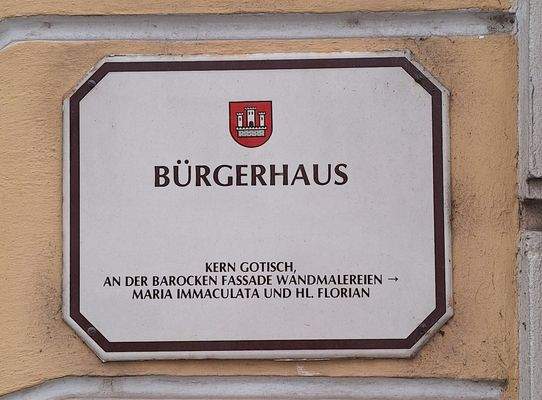 BÜRGERHAUS
KERN GOTISCH,
AN DER BAROCKEN FASSADE WANDMALEREIEN →
MARIA IMMACULATA UND HL. FLORIAN